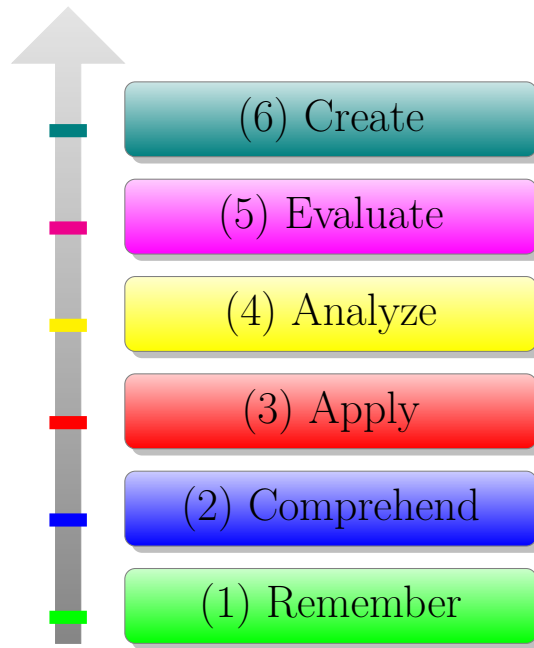 (6) Create
(5) Evaluate
(4) Analyze
(3) Apply
(2) Comprehend
(1) Remember